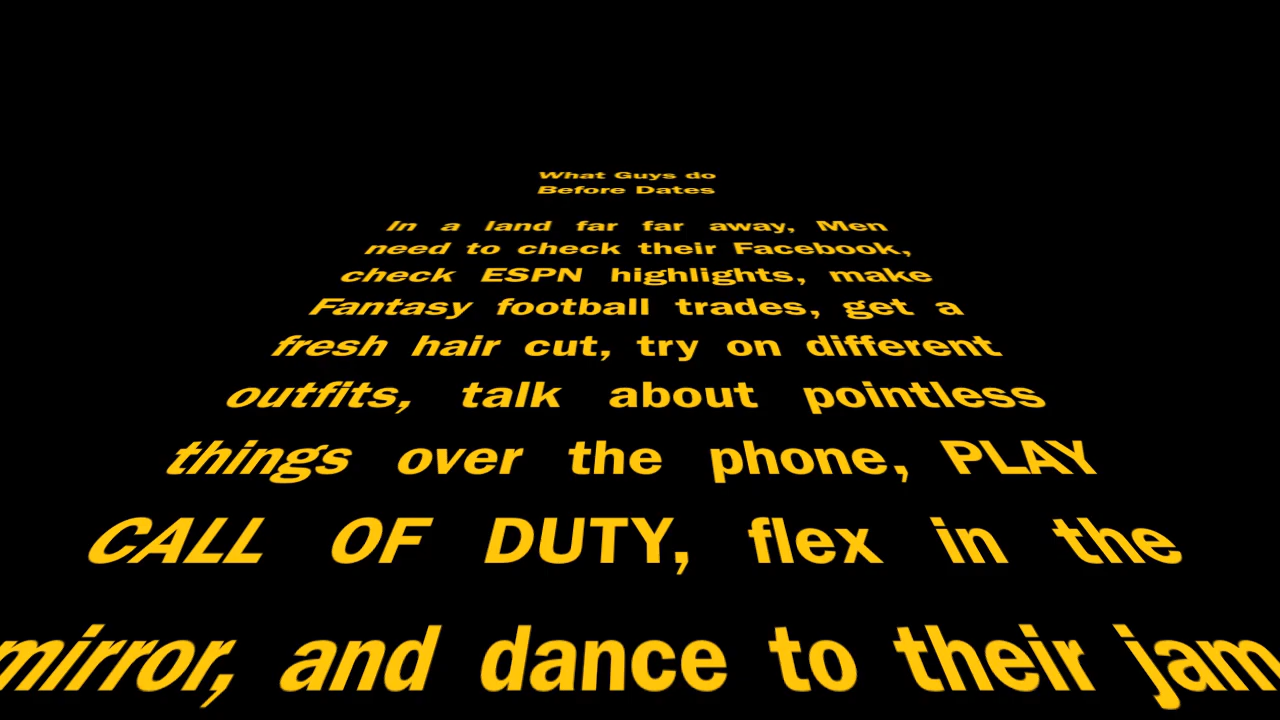 What Guys do
Before Dates
In a land far far away, Men
need to check their Facebook,
check ESPN highlights, make
Fantasy football trades, get a
fresh hair cut, try on different
outfits, talk about pointless
things over the phone, PLAY
CALL OF DUTY, flex in the
mirror, and dance to their jam